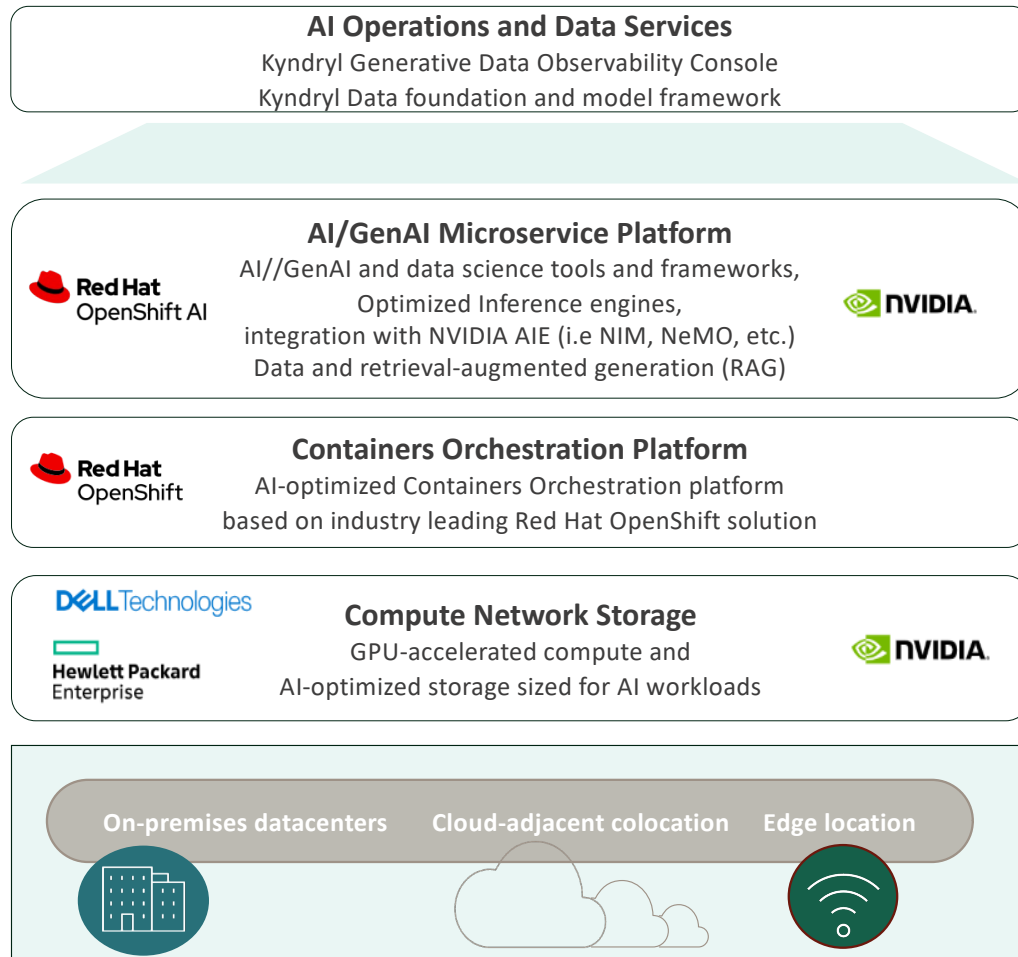 AI Operations and Data Services
Kyndryl Generative Data Observability Console
Kyndryl Data foundation and model framework
AI/GenAI Microservice Platform
Red Hat
OpenShift AI
AI//GenAI and data science tools and frameworks,
Optimized Inference engines,
integration with NVIDIA AIE (i.e NIM, NeMO, etc.)
Data and retrieval-augmented generation (RAG)
NVIDIA.
Containers Orchestration Platform
Red Hat
OpenShift
AI-optimized Containers Orchestration platform
based on industry leading Red Hat OpenShift solution
DELL Technologies
Hewlett Packard
Enterprise
Compute Network Storage
GPU-accelerated compute and
AI-optimized storage sized for AI workloads
NVIDIA.
On-premises datacenters
Cloud-adjacent colocation
Edge location